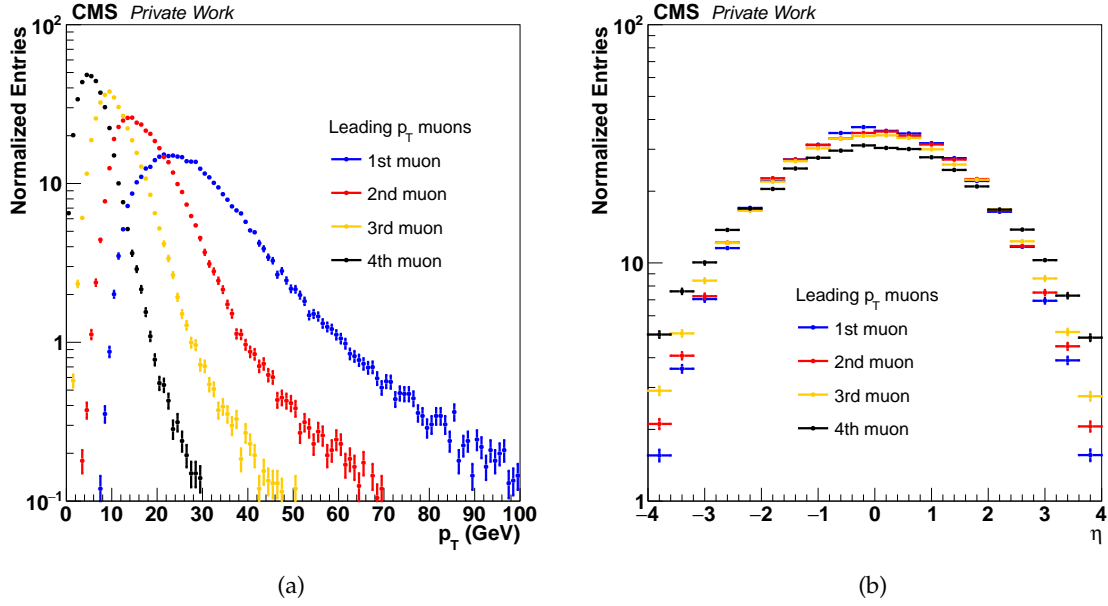 CMS Private Work
Normalized Entries
10²
10
1
10⁻¹
Leading p_T muons
1st muon
2nd muon
3rd muon
4th muon
0 10 20 30 40 50 60 70 80 90 100
p_T (GeV)
(a)
CMS Private Work
Normalized Entries
10²
10
1
Leading p_T muons
1st muon
2nd muon
3rd muon
4th muon
−4 −3 −2 −1 0 1 2 3 4
η
(b)